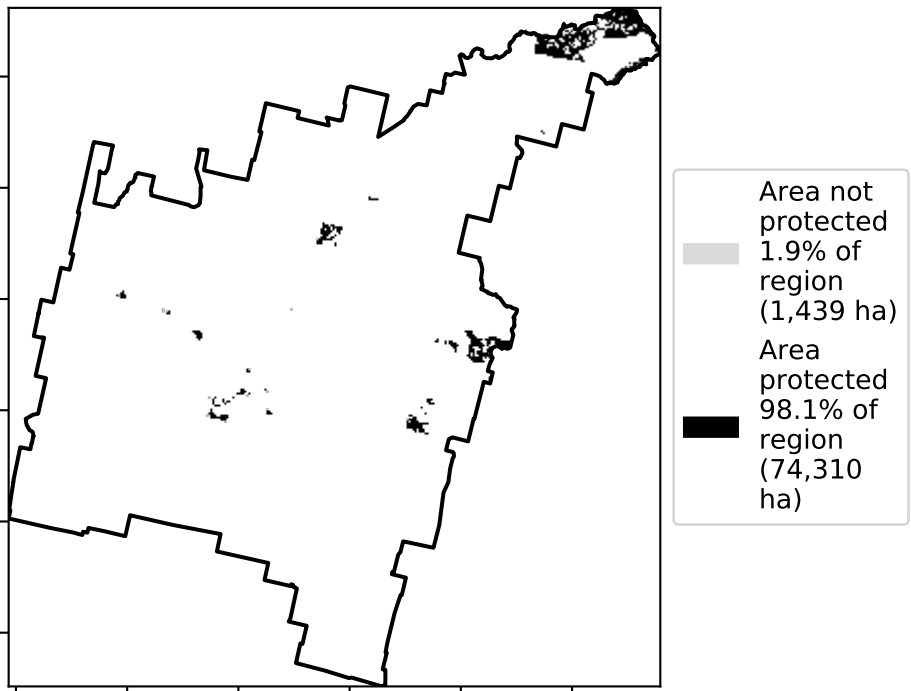 Area not
protected
1.9% of
region
(1,439 ha)
Area
protected
98.1% of
region
(74,310
ha)